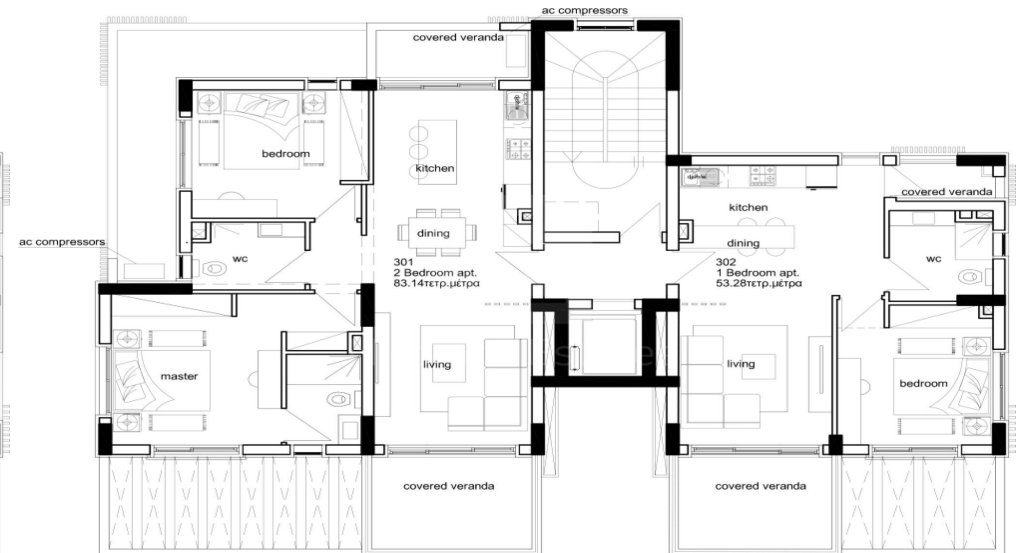 ac compressors
covered veranda
bedroom
kitchen
covered veranda
kitchen
dining
dining
ac compressors
wc
wc
301
2 Bedroom apt.
83.14τετρ.μέτρα
302
1 Bedroom apt.
53.28τετρ.μέτρα
living
living
master
bedroom
covered veranda
covered veranda